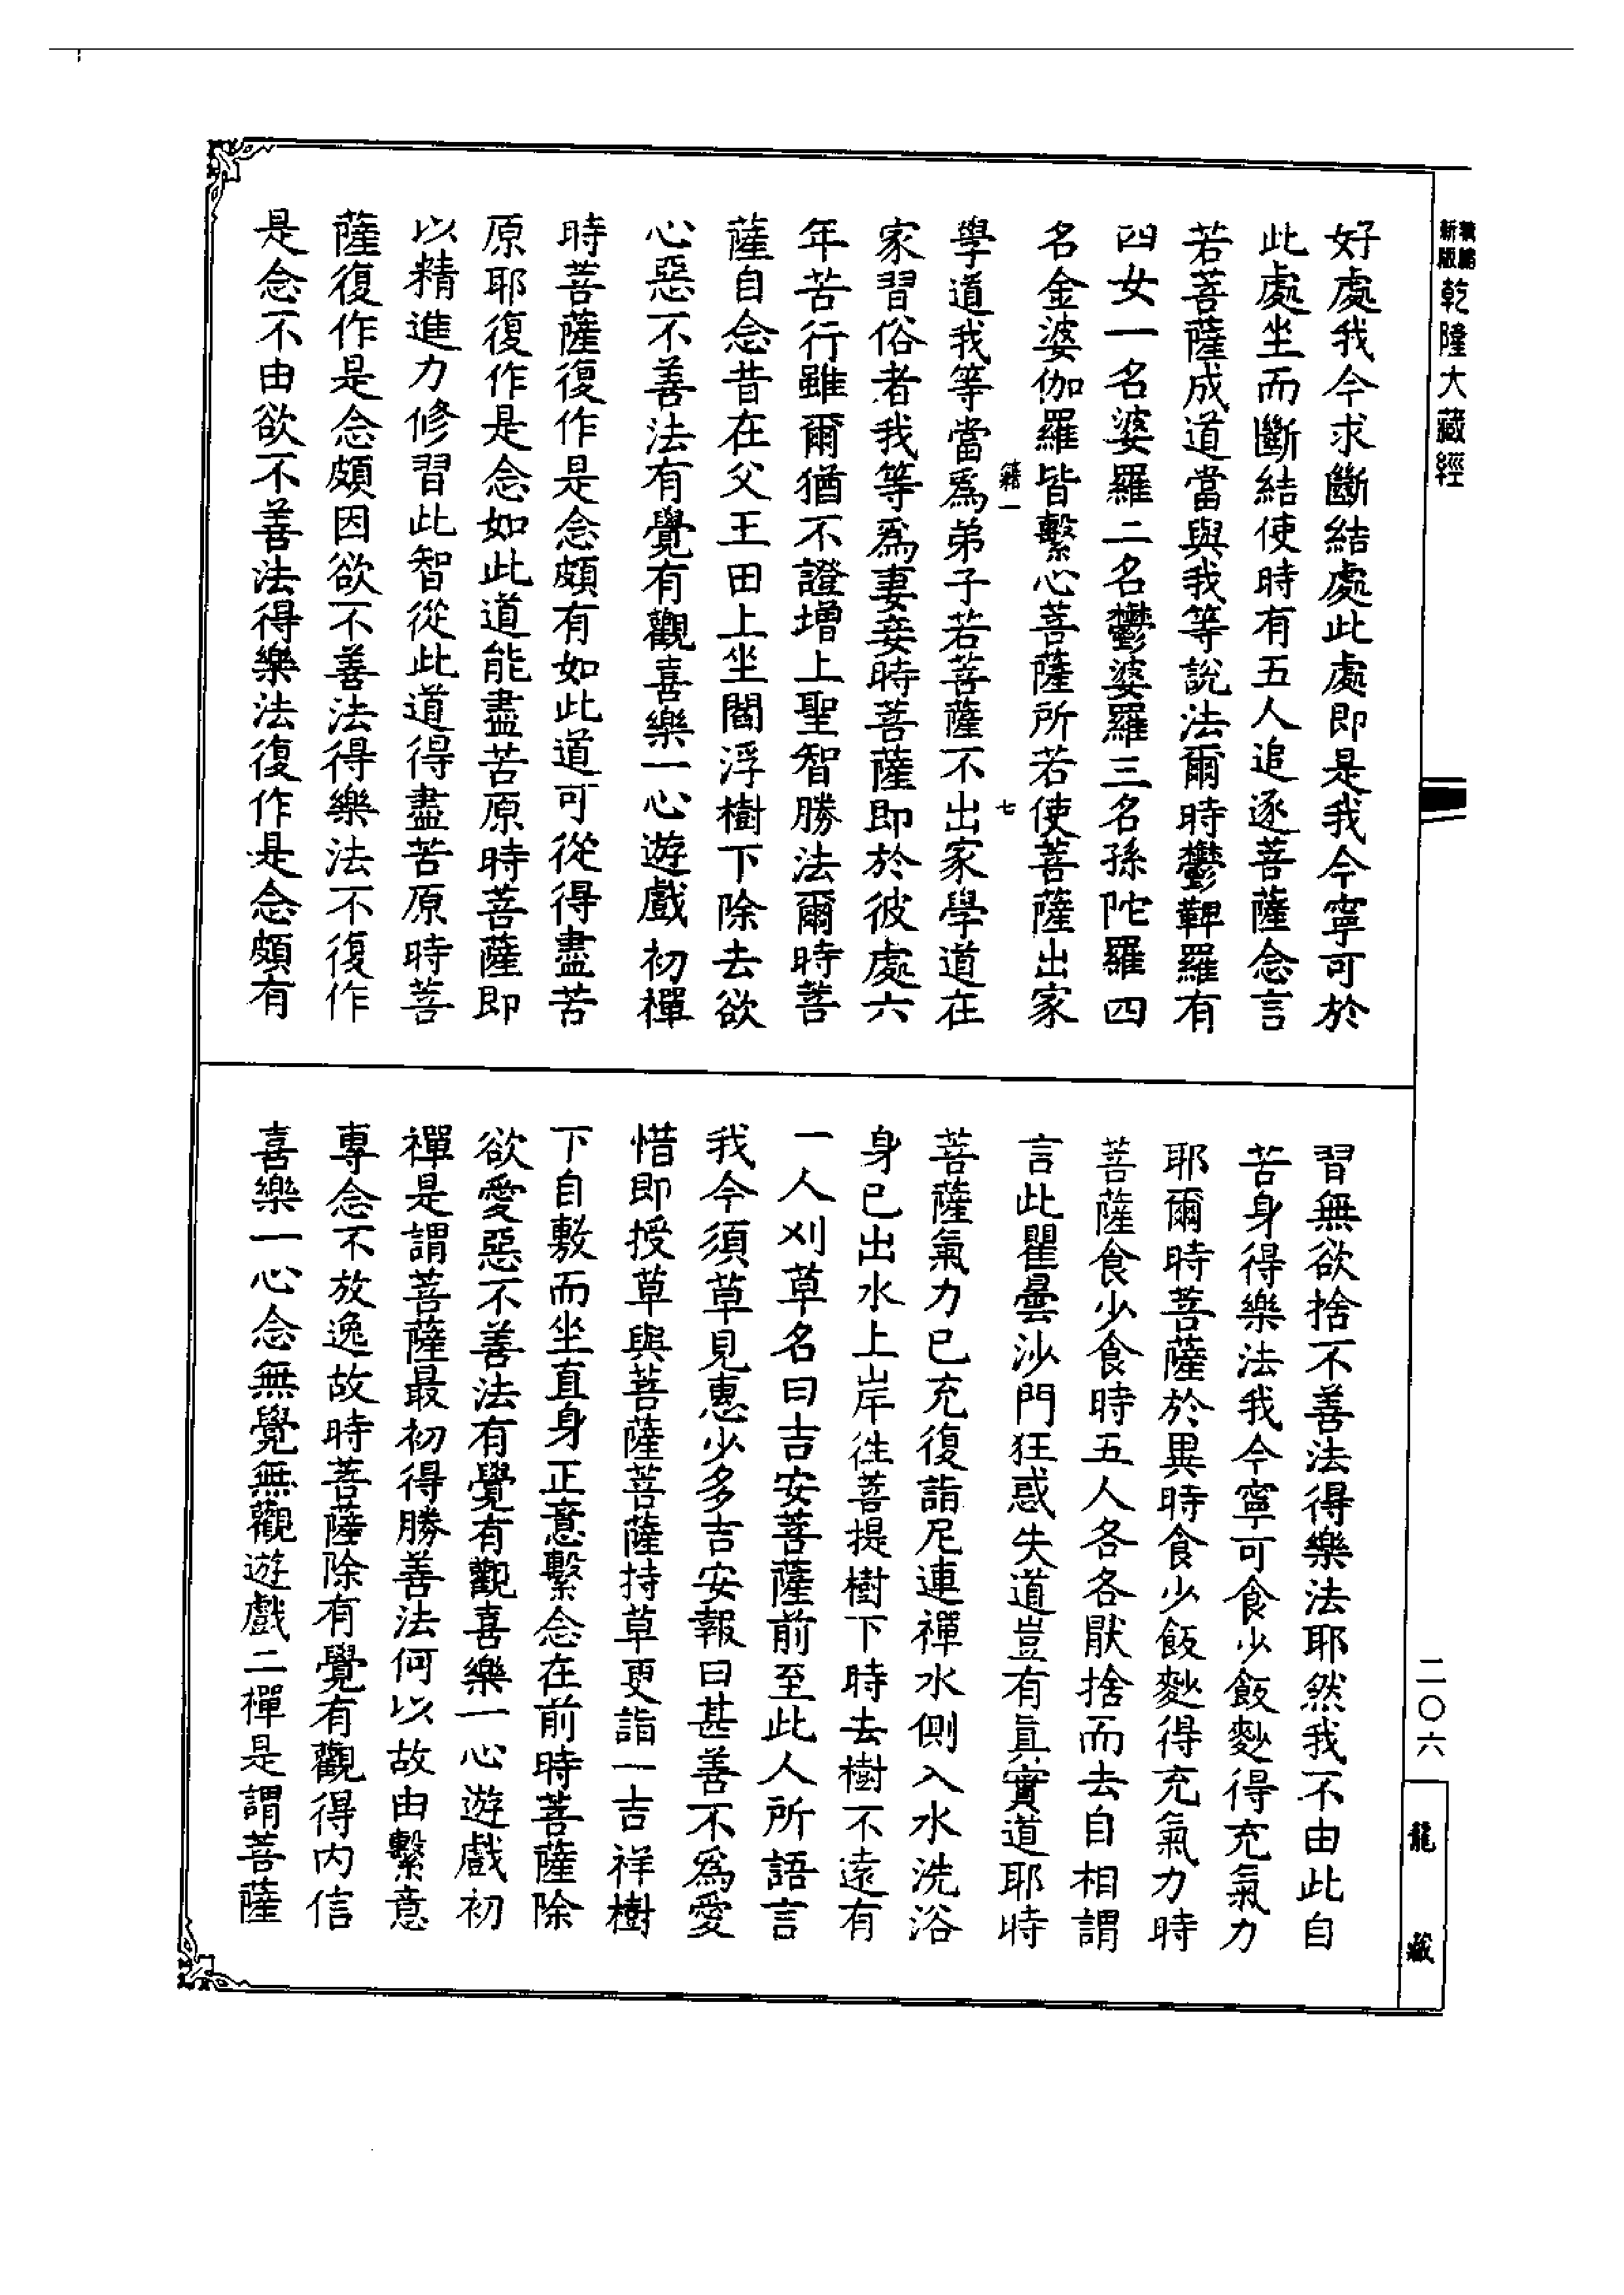 新版
乾隆大藏經
好處我今求斷結處此處即是我今寧可於
此處坐而斷結使時有五人追逐菩薩念言
若菩薩成道當與我等說法爾時鬱鞞羅有
四女一名婆羅二名鬱婆羅三名孫陀羅四
名金婆伽羅皆繫心菩薩所若使菩薩出家
七
學道我等當爲弟子若菩薩不出家學道在
家習俗者我等爲妻妾時菩薩即於彼處六
年苦行雖爾猶不證增上聖智勝法爾時菩
薩自念昔在父王田上坐閻浮樹下除去欲
心惡不善法有覺有觀喜樂一心遊戲初禪
時菩薩復作是念頗有如此道可從得盡苦
原耶復作是念如此道能盡苦原時菩薩即
以精進力修習此智從此道得盡苦原時菩
薩復作是念頗因欲不善法得樂法不復作
是念不由欲不善法得樂法復作是念頗有
習無欲捨不善法得樂法耶然我不由此自
苦身得樂法我今寧可食少飯麨得充氣力
耶爾時菩薩於異時食少飯麨得充氣力時
菩薩食少食時五人各各猒捨而去自相謂
言此瞿曇沙門狂惑失道豈有真實道耶時
菩薩氣力已充復詣尼連禪水側入水洗浴
身已出水上岸往菩提樹下時去樹不遠有
一人刈草名曰吉安菩薩前至此人所語言
我今須草見惠少多吉安報曰甚善不爲愛
惜即授草與菩薩菩薩持草更詣一吉祥樹
下自敷而坐直身正意繫念在前時菩薩除
欲愛惡不善法有覺有觀喜樂一心遊戲初
禪是謂菩薩最初得勝善法何以故由繫意
專念不放逸故時菩薩除有覺有觀得內信
喜樂一心念無覺無觀遊戲二禪是謂菩薩
二〇六
龍藏